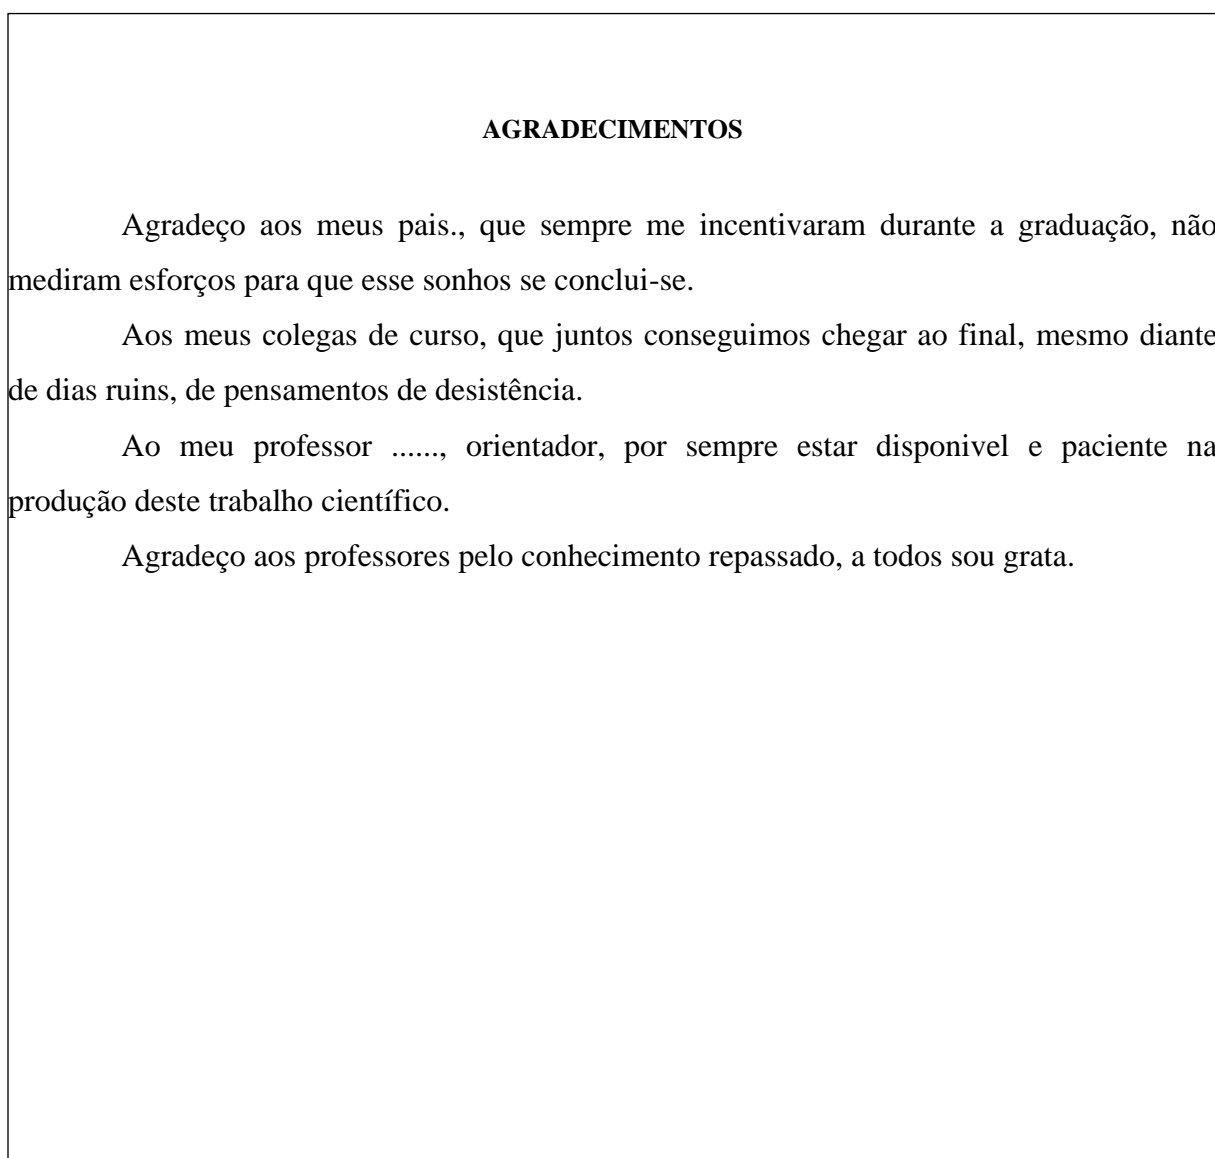 AGRADECIMENTOS
Agradeço aos meus pais., que sempre me incentivaram durante a graduação, não
mediram esforços para que esse sonhos se conclui-se.
Aos meus colegas de curso, que juntos conseguimos chegar ao final, mesmo diante
de dias ruins, de pensamentos de desistência.
Ao meu professor ......, orientador, por sempre estar disponivel e paciente na
produção deste trabalho científico.
Agradeço aos professores pelo conhecimento repassado, a todos sou grata.